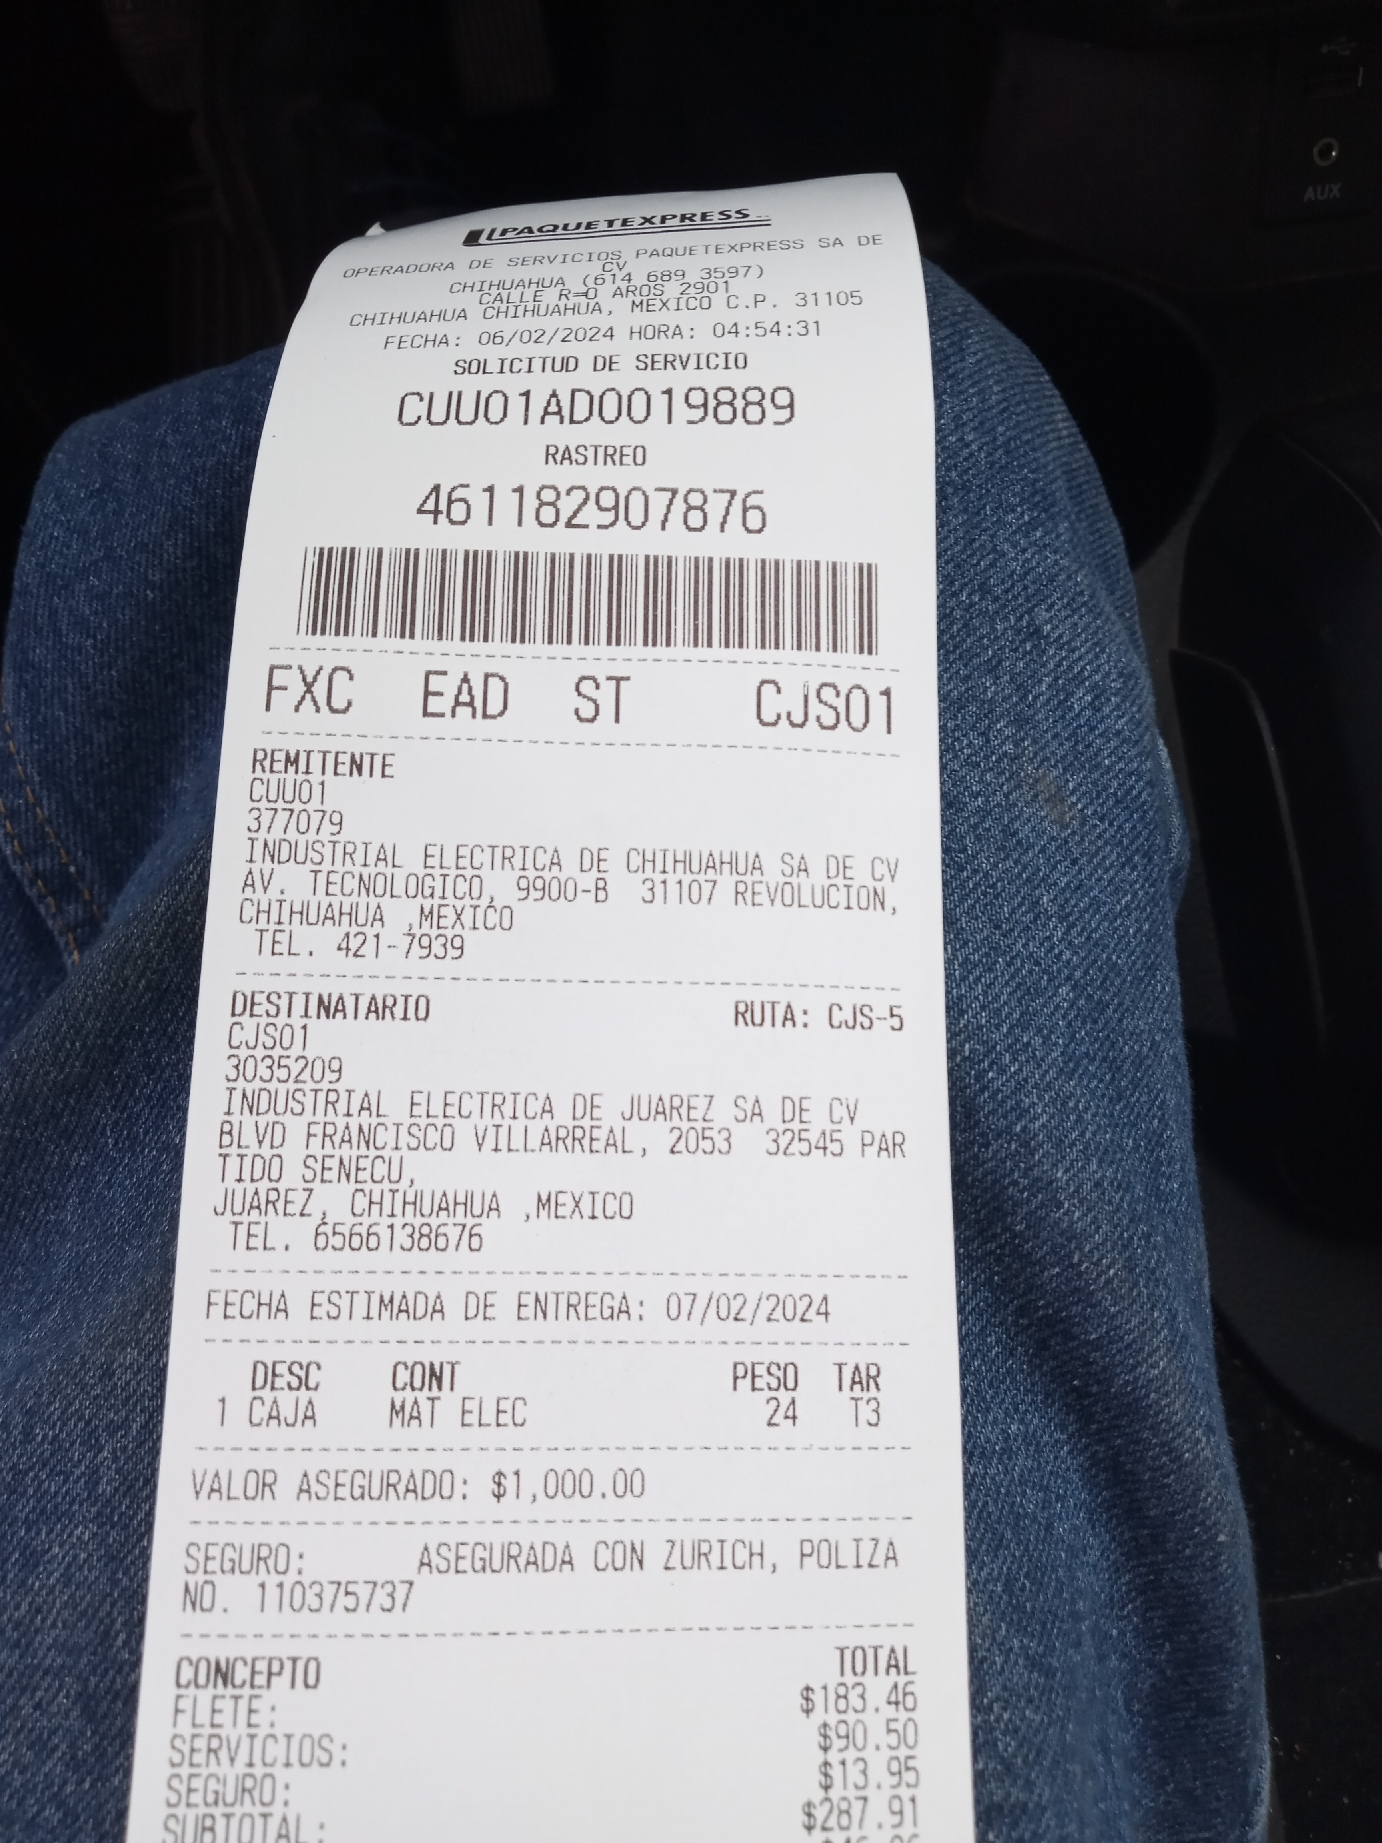 PAQUETEXPRESS
OPERADORA DE SERVICIOS PAQUETEXPRESS SA DE
CV
CHIHUAHUA (614 689 3597)
CALLE R=O AROS 2901
CHIHUAHUA CHIHUAHUA, MEXICO C.P. 31105
FECHA: 06/02/2024 HORA: 04:54:31
SOLICITUD DE SERVICIO
CUU01AD0019889
RASTREO
461182907876
FXC EAD ST CJS01
REMITENTE
CUU01
377079
INDUSTRIAL ELECTRICA DE CHIHUAHUA SA DE CV
AV. TECNOLOGICO, 9900-B 31107 REVOLUCION,
CHIHUAHUA ,MEXICO
TEL. 421-7939
DESTINATARIO RUTA: CJS-5
CJS01
3035209
INDUSTRIAL ELECTRICA DE JUAREZ SA DE CV
BLVD FRANCISCO VILLARREAL, 2053 32545 PAR
TIDO SENECU,
JUAREZ, CHIHUAHUA ,MEXICO
TEL. 6566138676
FECHA ESTIMADA DE ENTREGA: 07/02/2024
DESC CONT PESO TAR
1 CAJA MAT ELEC 24 T3
VALOR ASEGURADO: $1,000.00
SEGURO: ASEGURADA CON ZURICH, POLIZA
NO. 110375737
CONCEPTO TOTAL
FLETE: $183.46
SERVICIOS: $90.50
SEGURO: $13.95
SUBTOTAL: $287.91
AUX